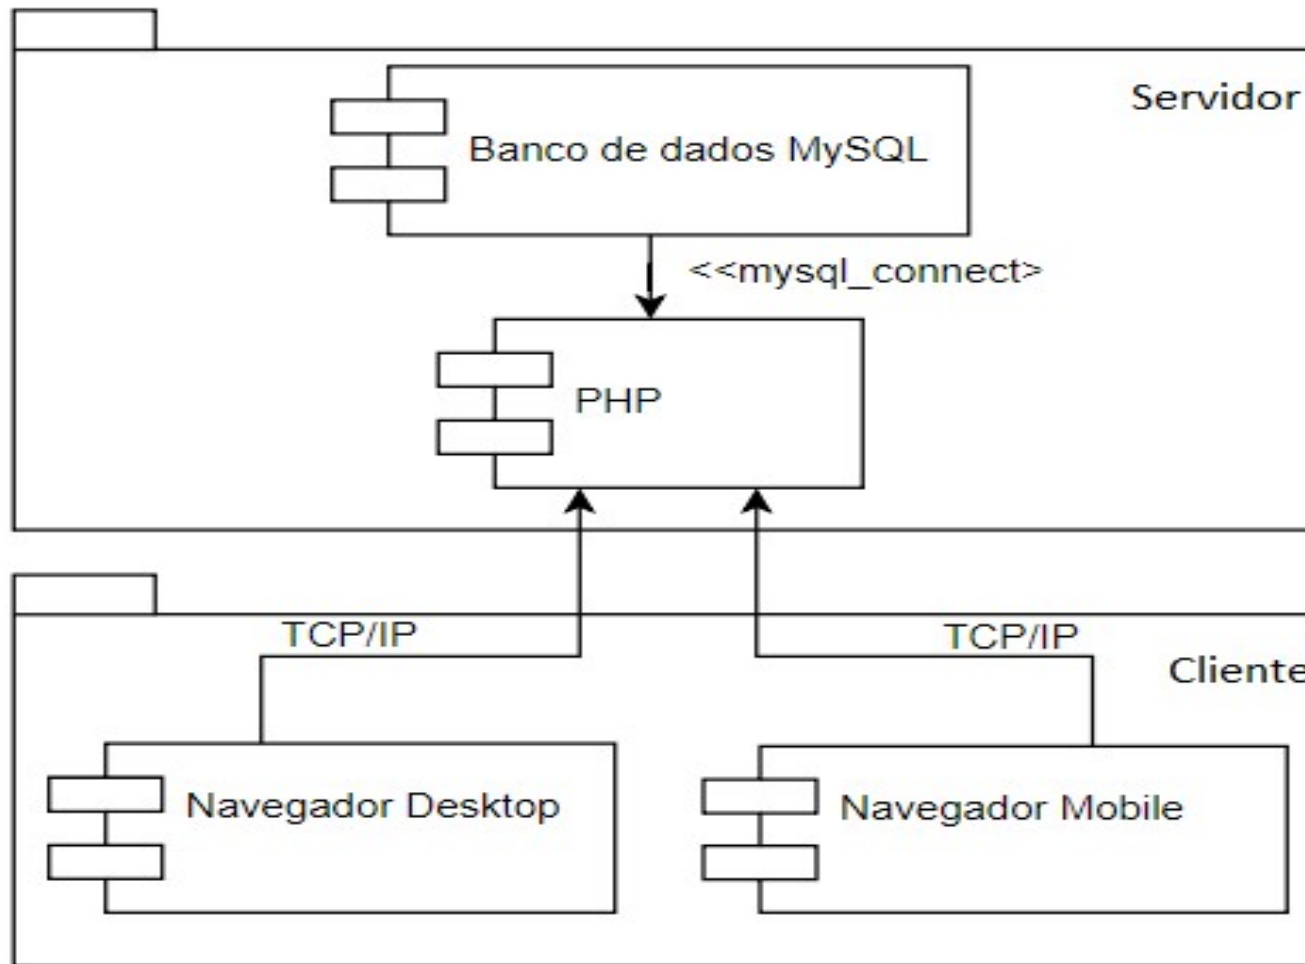 Servidor
Banco de dados MySQL
<<mysql_connect>
PHP
TCP/IP
TCP/IP
Cliente
Navegador Desktop
Navegador Mobile